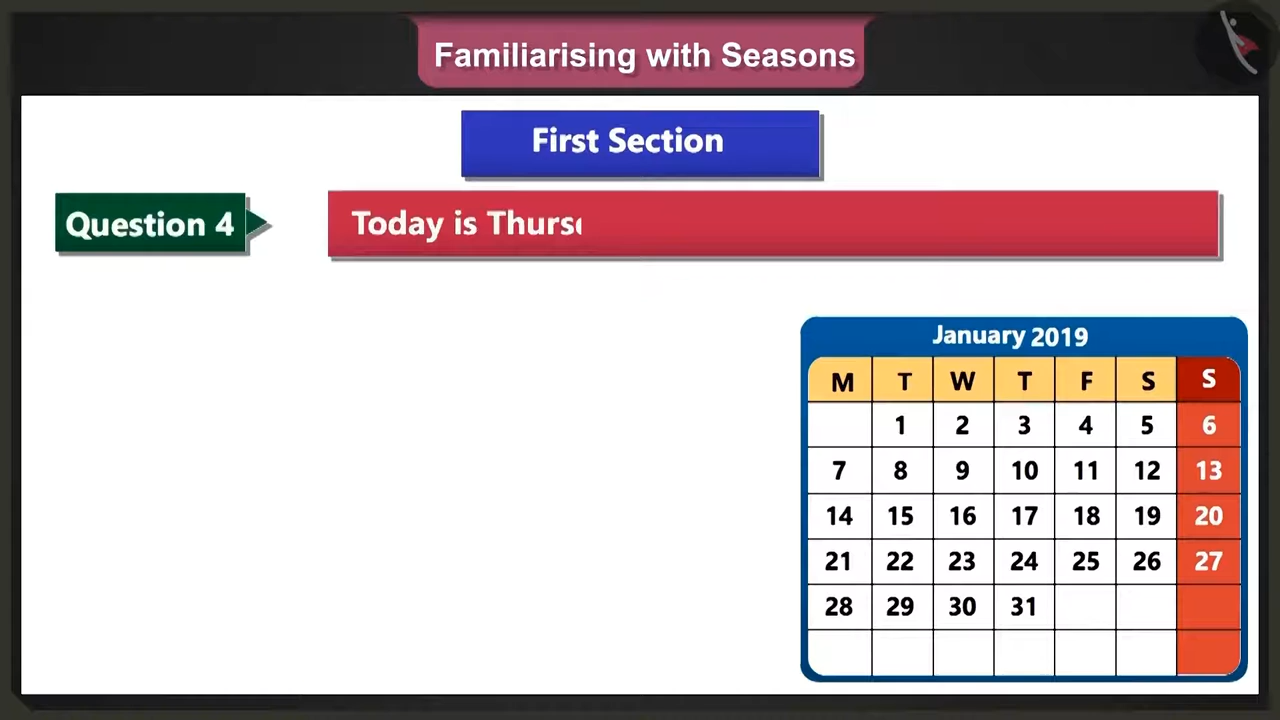 Familiarising with Seasons
First Section
Question 4
Today is
January 2019
M T W T F S S
1 2 3 4 5 6
7 8 9 10 11 12 13
14 15 16 17 18 19 20
21 22 23 24 25 26 27
28 29 30 31